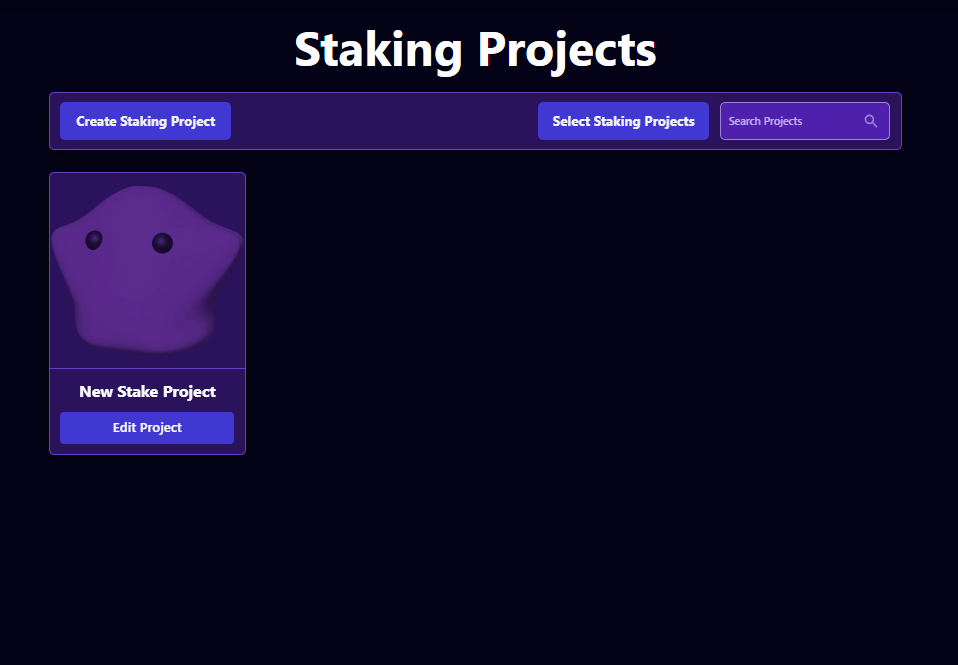 Staking Projects
Create Staking Project
Select Staking Projects
Search Projects
New Stake Project
Edit Project